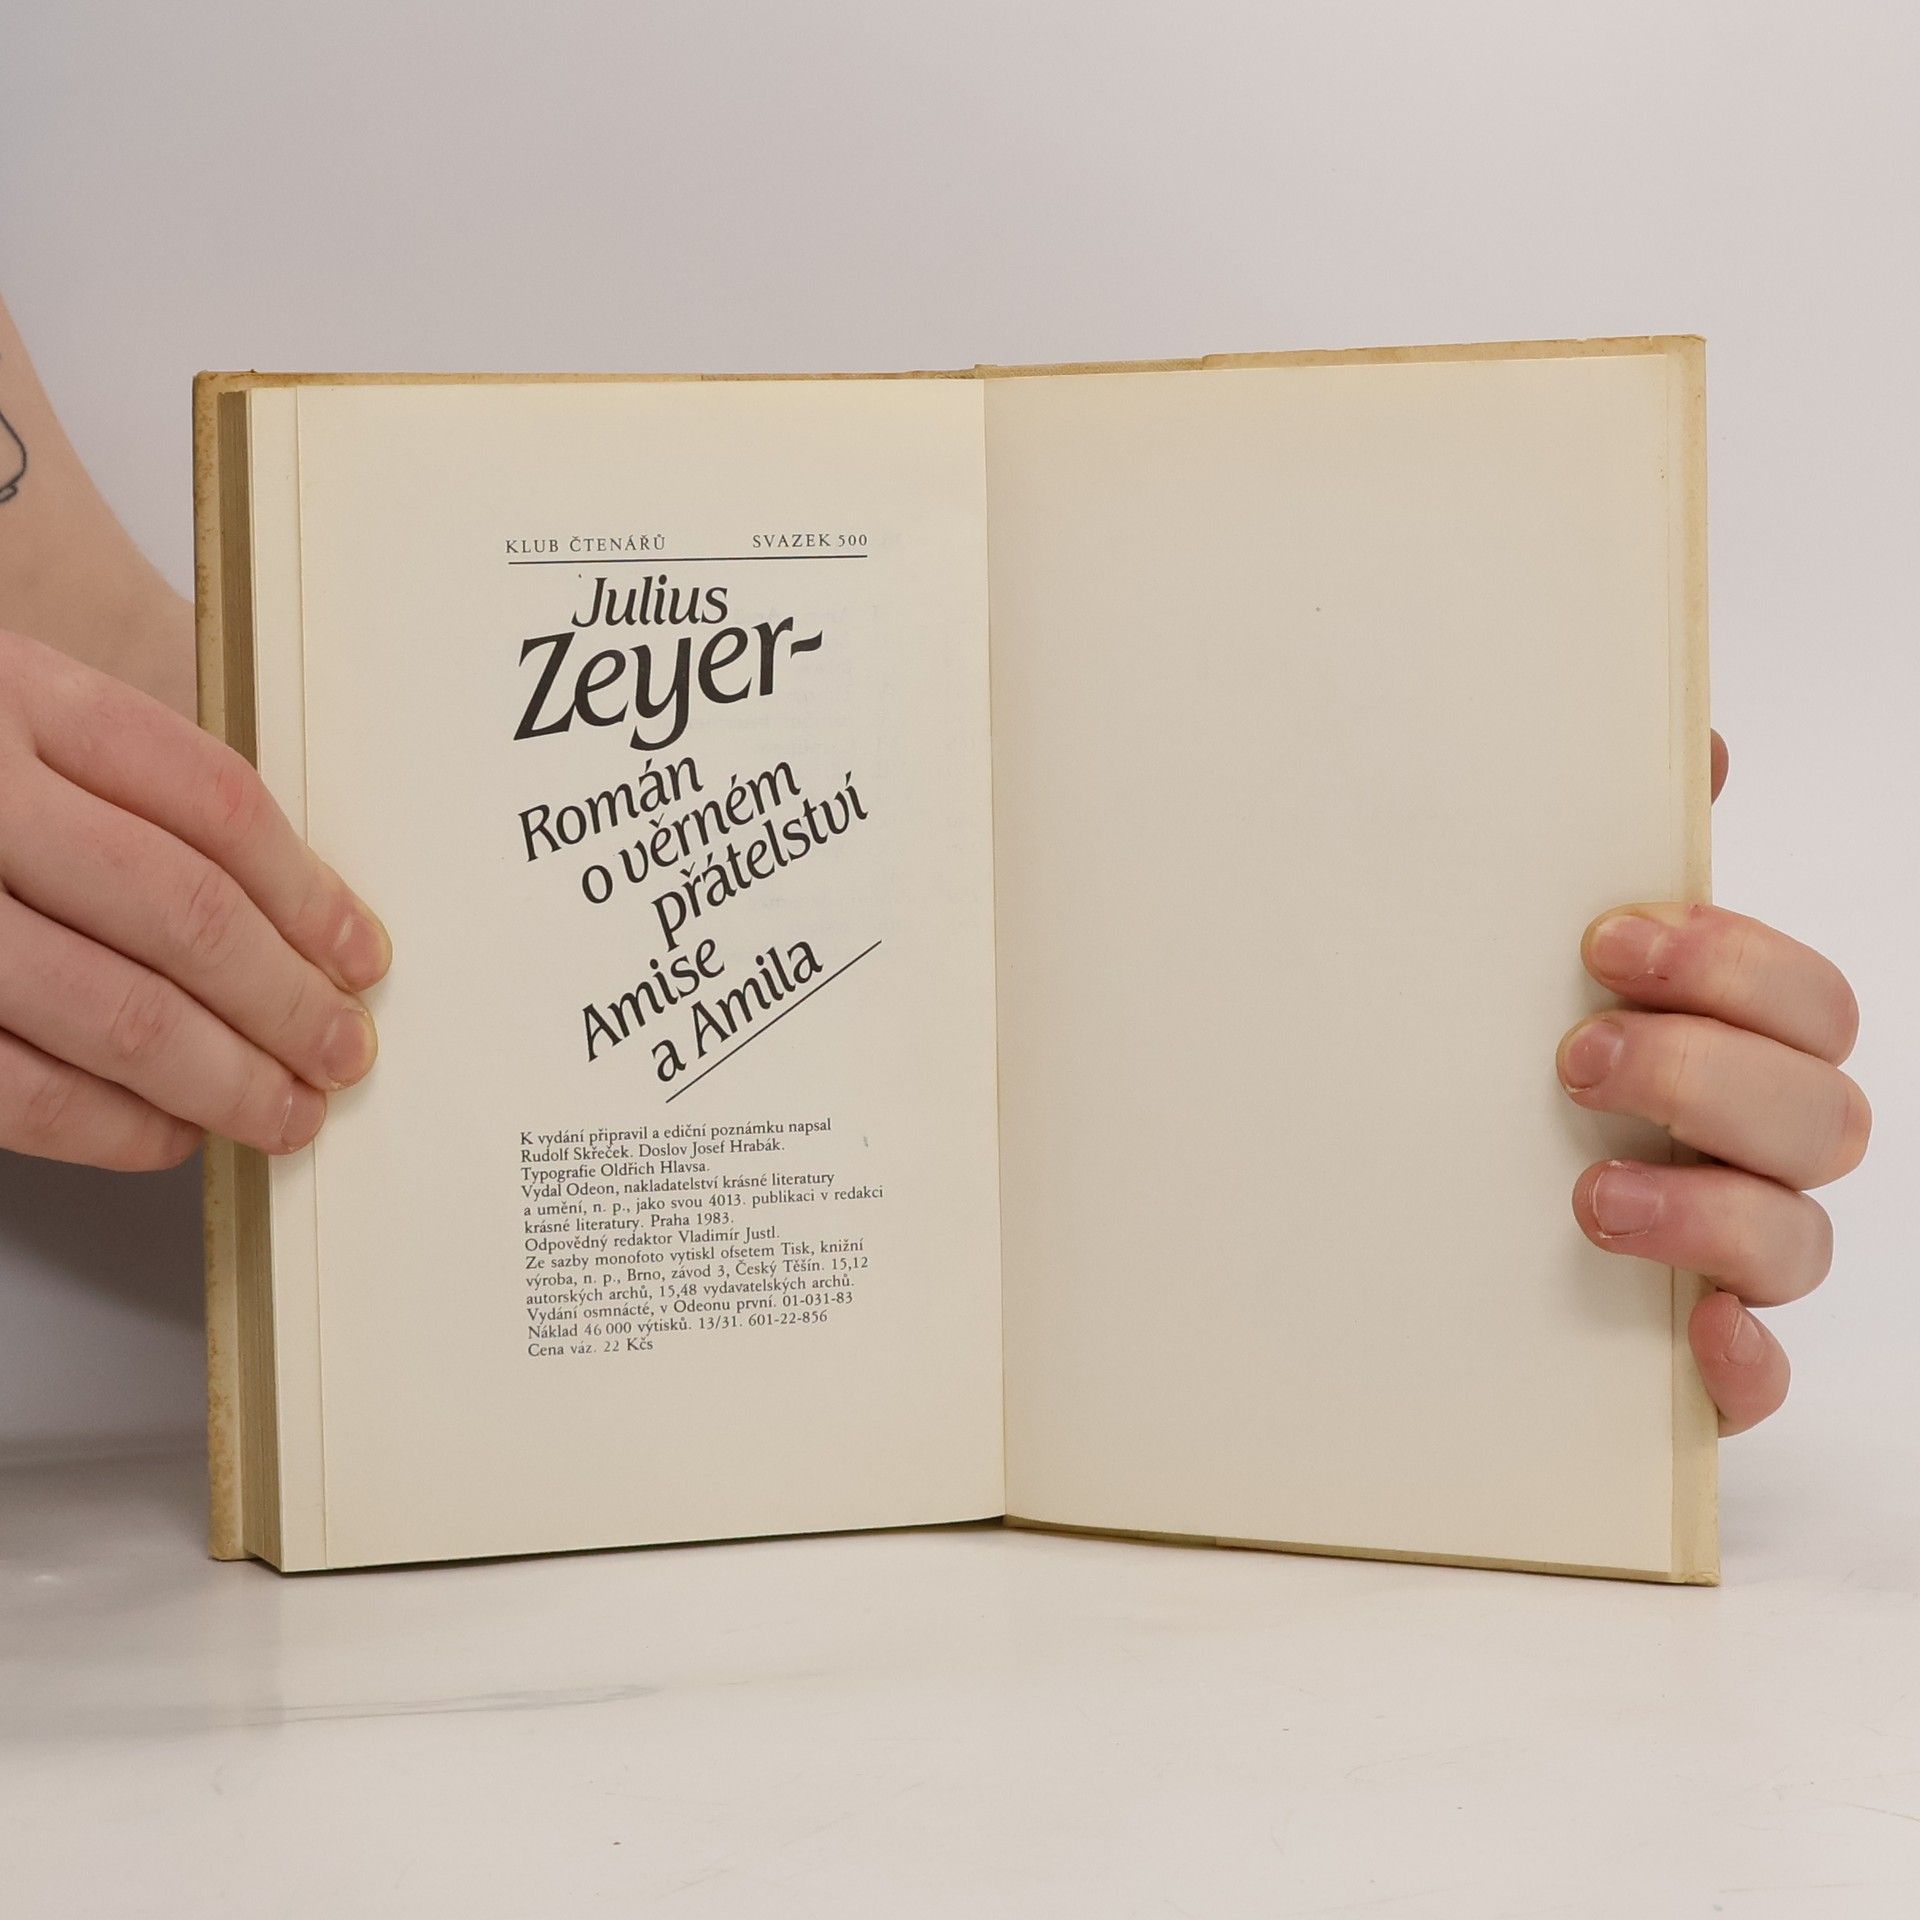 KLUB ČTENÁŘŮ SVAZEK 500
Julius
Zeyer-
Román
o věrném
přátelství
Amise
a Amila
K vydání připravil a ediční poznámku napsal
Rudolf Skřeček. Doslov Josef Hrabák.
Typografie Oldřich Hlavsa.
Vydal Odeon, nakladatelství krásné literatury
a umění, n. p., jako svou 4013. publikaci v redakci
krásné literatury. Praha 1983.
Odpovědný redaktor Vladimír Justl.
Ze sazby monofoto vytiskl ofsetem Tisk, knižní
výroba, n. p., Brno, závod 3, Český Těšín. 15,12
autorských archů, 15,48 vydavatelských archů.
Vydání osmnácté, v Odeonu první. 01-031-83
Náklad 46 000 výtisků. 13/31. 601-22-856
Cena váz. 22 Kčs